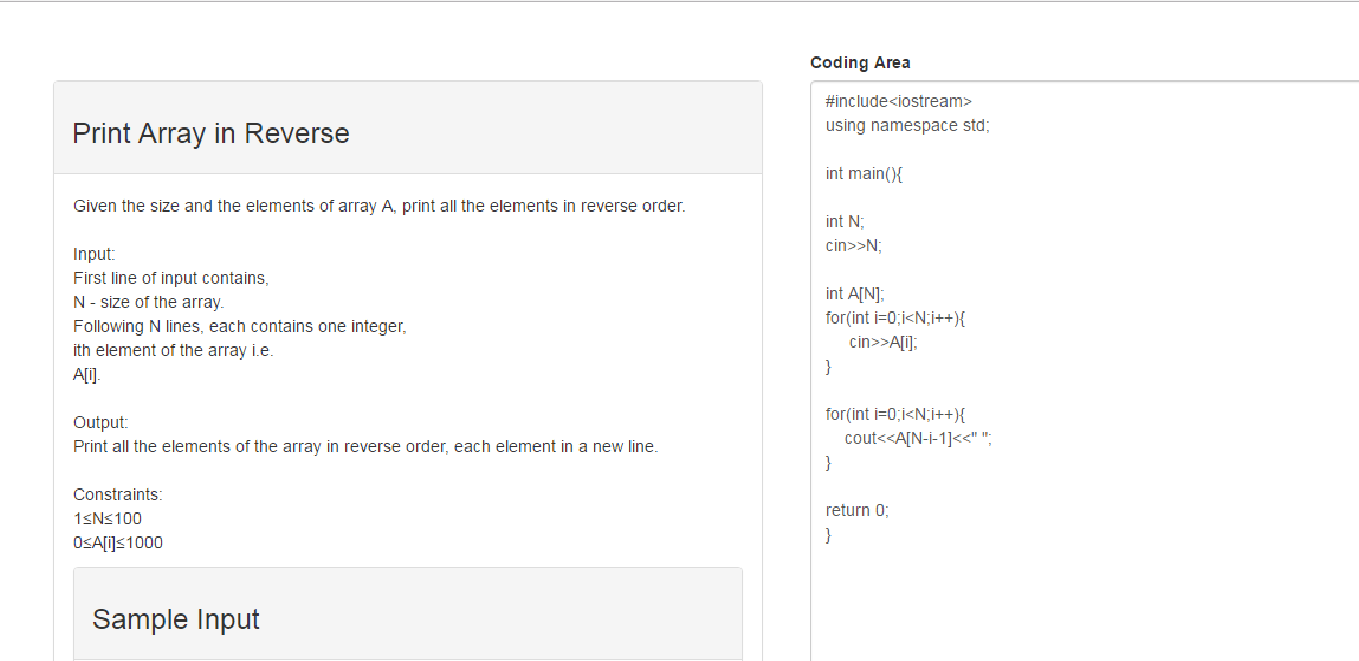 Print Array in Reverse
Given the size and the elements of array A, print all the elements in reverse order.
Input:
First line of input contains,
N - size of the array.
Following N lines, each contains one integer,
ith element of the array i.e.
A[i].
Output:
Print all the elements of the array in reverse order, each element in a new line.
Constraints:
1≤N≤100
0≤A[i]≤1000
Sample Input
Coding Area
#include<iostream>
using namespace std;
int main(){
int N;
cin>>N;
int A[N];
for(int i=0;i<N;i++){
cin>>A[i];
}
for(int i=0;i<N;i++){
cout<<A[N-i-1]<<" ";
}
return 0;
}